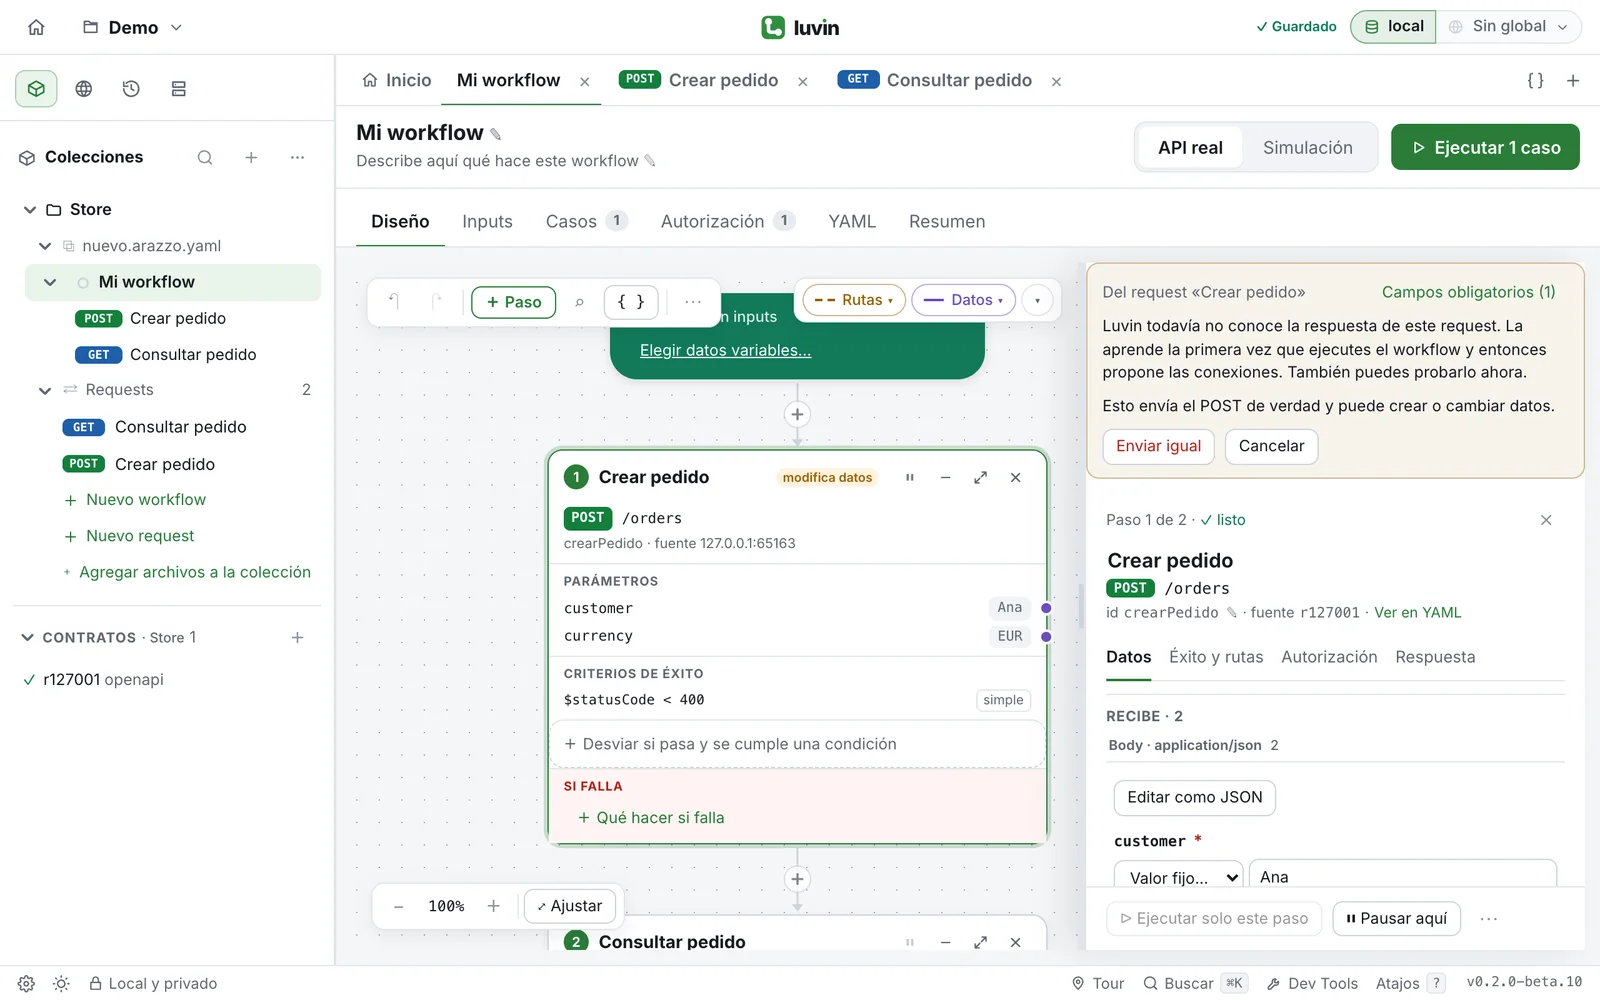 Demo
luvin
Guardado
local
Sin global
Inicio
Mi workflow
POST Crear pedido
GET Consultar pedido
Colecciones
Store
nuevo.arazzo.yaml
Mi workflow
POST Crear pedido
GET Consultar pedido
Requests 2
GET Consultar pedido
POST Crear pedido
+ Nuevo workflow
+ Nuevo request
+ Agregar archivos a la colección
CONTRATOS · Store 1
r127001 openapi
Mi workflow
Describe aquí qué hace este workflow
API real
Simulación
Ejecutar 1 caso
Diseño
Inputs
Casos 1
Autorización 1
YAML
Resumen
+ Paso
{ }
Rutas
Datos
n inputs
Elegir datos variables...
1 Crear pedido
modifica datos
POST /orders
crearPedido · fuente 127.0.0.1:65163
PARÁMETROS
customer Ana
currency EUR
CRITERIOS DE ÉXITO
$statusCode < 400 simple
+ Desviar si pasa y se cumple una condición
SI FALLA
+ Qué hacer si falla
2 Consultar pedido
− 100% +
Ajustar
Del request «Crear pedido»
Campos obligatorios (1)
Luvin todavía no conoce la respuesta de este request. La
aprende la primera vez que ejecutes el workflow y entonces
propone las conexiones. También puedes probarlo ahora.
Esto envía el POST de verdad y puede crear o cambiar datos.
Enviar igual
Cancelar
Paso 1 de 2 · ✓ listo
Crear pedido
POST /orders
id crearPedido · fuente r127001 · Ver en YAML
Datos
Éxito y rutas
Autorización
Respuesta
RECIBE · 2
Body · application/json 2
Editar como JSON
customer *
Valor fijo...
Ana
Ejecutar solo este paso
Pausar aquí
Local y privado
Tour
Buscar ⌘K
Dev Tools
Atajos ?
v0.2.0-beta.10